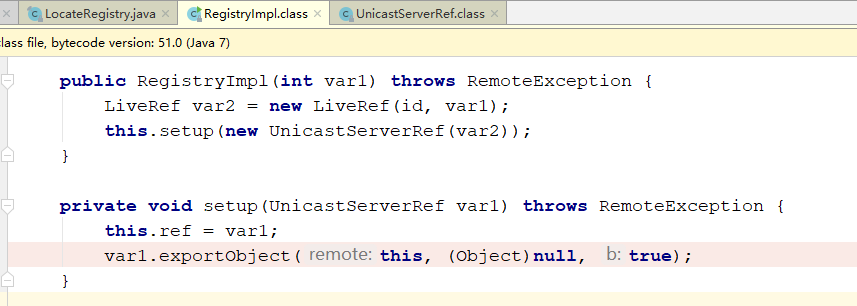 LocateRegistry.java RegistryImpl.class UnicastServerRef.class
class file, bytecode version: 51.0 (Java 7)
public RegistryImpl(int var1) throws RemoteException {
LiveRef var2 = new LiveRef(id, var1);
this.setup(new UnicastServerRef(var2));
}
private void setup(UnicastServerRef var1) throws RemoteException {
this.ref = var1;
var1.exportObject( remote: this, (Object)null, b: true);
}